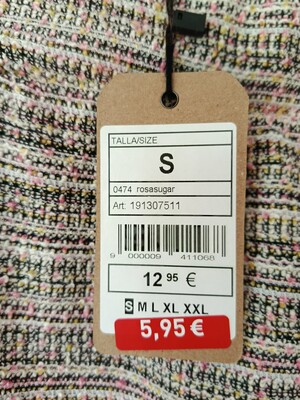 TALLA/SIZE
S
0474 rosasugar
Art: 191307511
9 000009 411068
12 95 €
S M L XL XXL
5,95 €